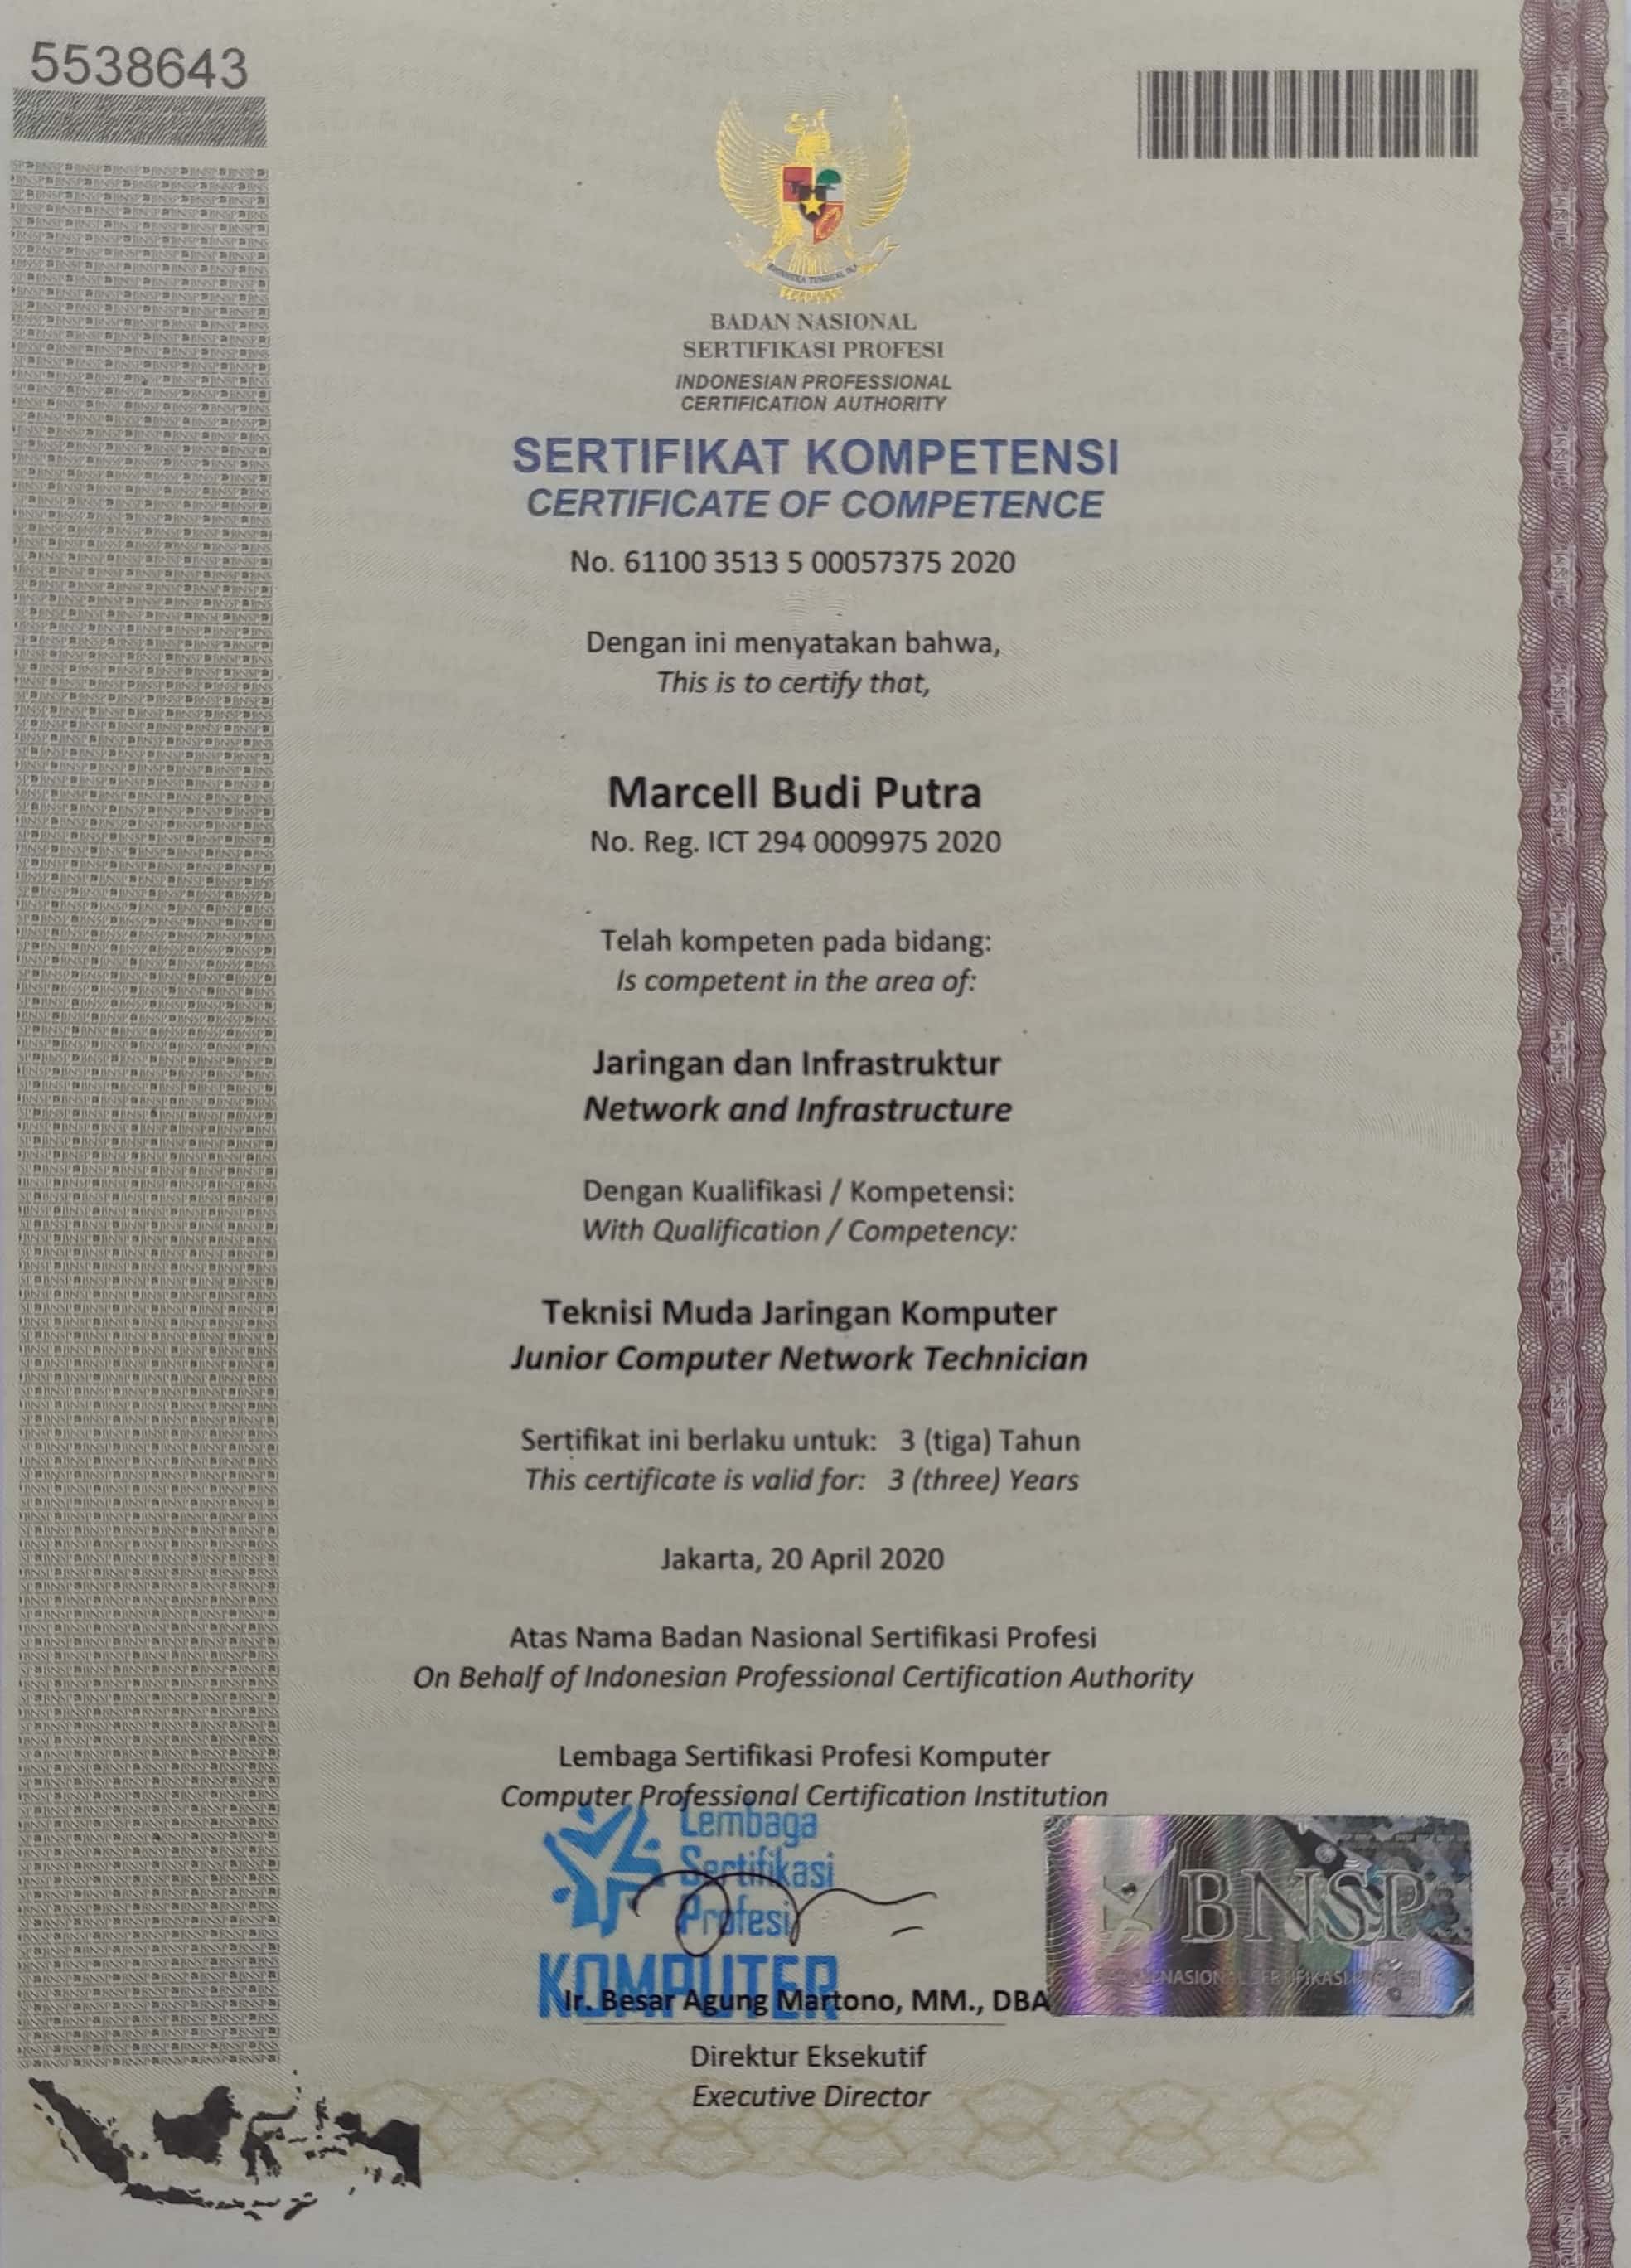 5538643
BADAN NASIONAL
SERTIFIKASI PROFESI
INDONESIAN PROFESSIONAL
CERTIFICATION AUTHORITY
SERTIFIKAT KOMPETENSI
CERTIFICATE OF COMPETENCE
No. 61100 3513 5 00057375 2020
Dengan ini menyatakan bahwa,
This is to certify that,
Marcell Budi Putra
No. Reg. ICT 294 0009975 2020
Telah kompeten pada bidang:
Is competent in the area of:
Jaringan dan Infrastruktur
Network and Infrastructure
Dengan Kualifikasi / Kompetensi:
With Qualification / Competency:
Teknisi Muda Jaringan Komputer
Junior Computer Network Technician
Sertifikat ini berlaku untuk: 3 (tiga) Tahun
This certificate is valid for: 3 (three) Years
Jakarta, 20 April 2020
Atas Nama Badan Nasional Sertifikasi Profesi
On Behalf of Indonesian Professional Certification Authority
Lembaga Sertifikasi Profesi Komputer
Computer Professional Certification Institution
Lembaga
Sertifikasi
Profesi
KOMPUTER
BNSP
NASIONAL SERTIFIKASI PROFESI
Ir. Besar Agung Martono, MM., DBA
Direktur Eksekutif
Executive Director